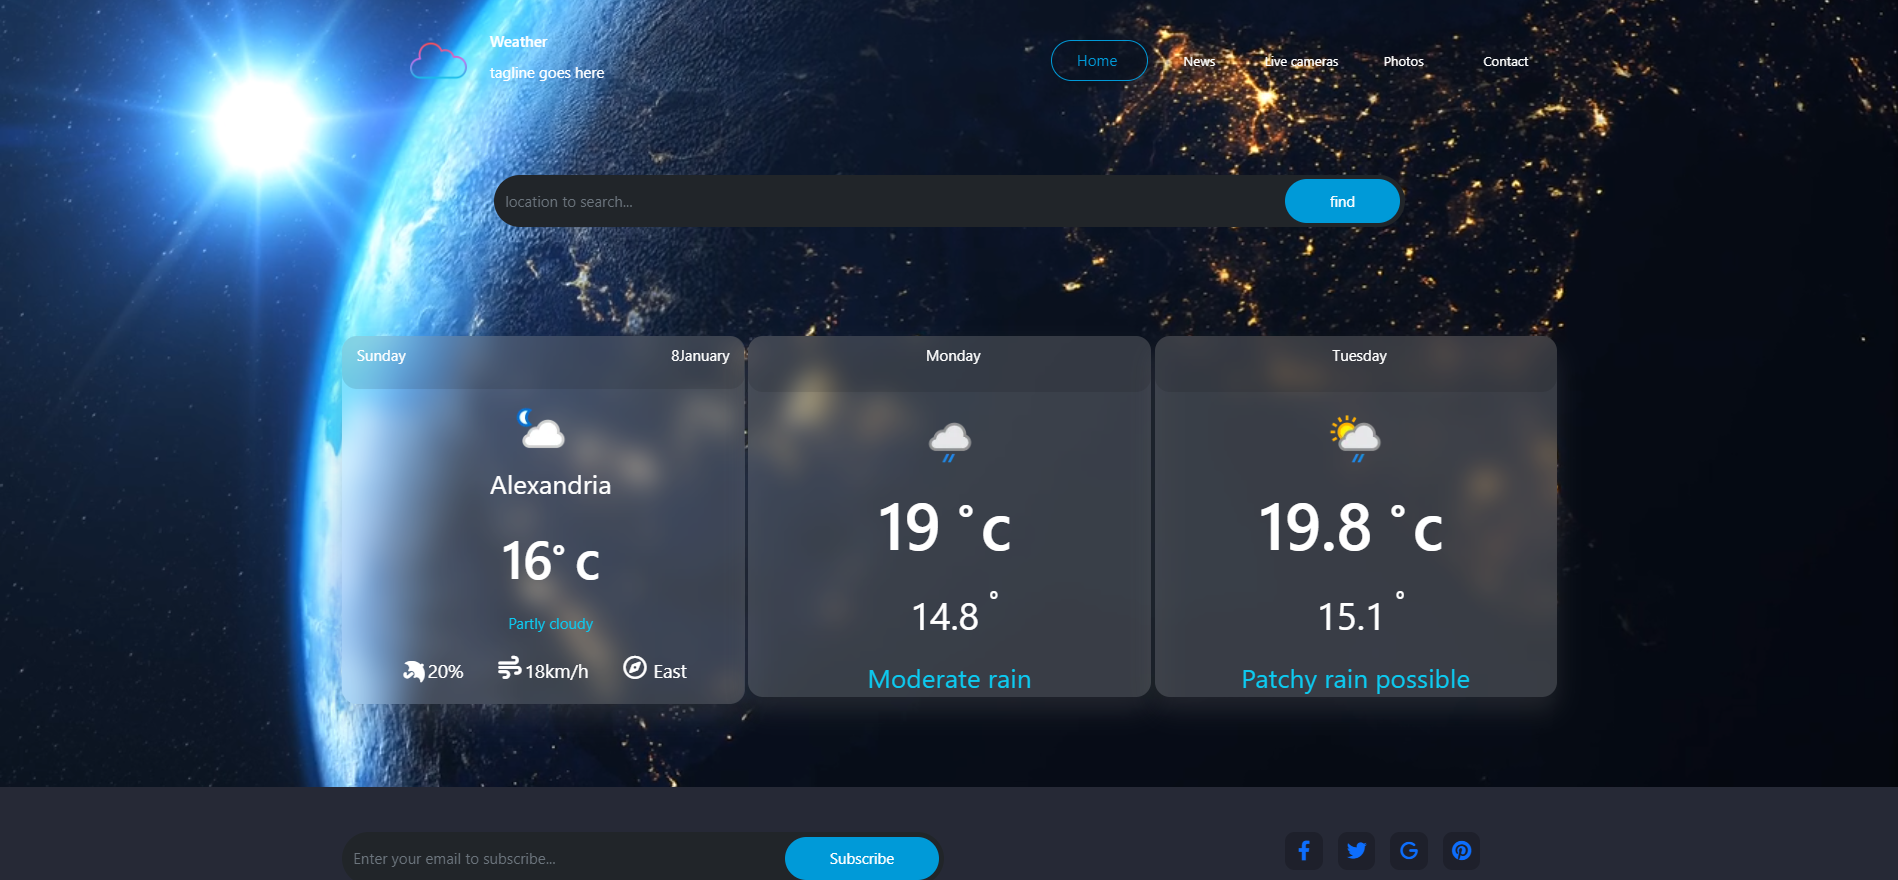 Weather
tagline goes here
Home
News
Live cameras
Photos
Contact
location to search...
find
Sunday
8January
Alexandria
16° c
Partly cloudy
20%
18km/h
East
Monday
19 °c
14.8 °
Moderate rain
Tuesday
19.8 °c
15.1 °
Patchy rain possible
Enter your email to subscribe...
Subscribe